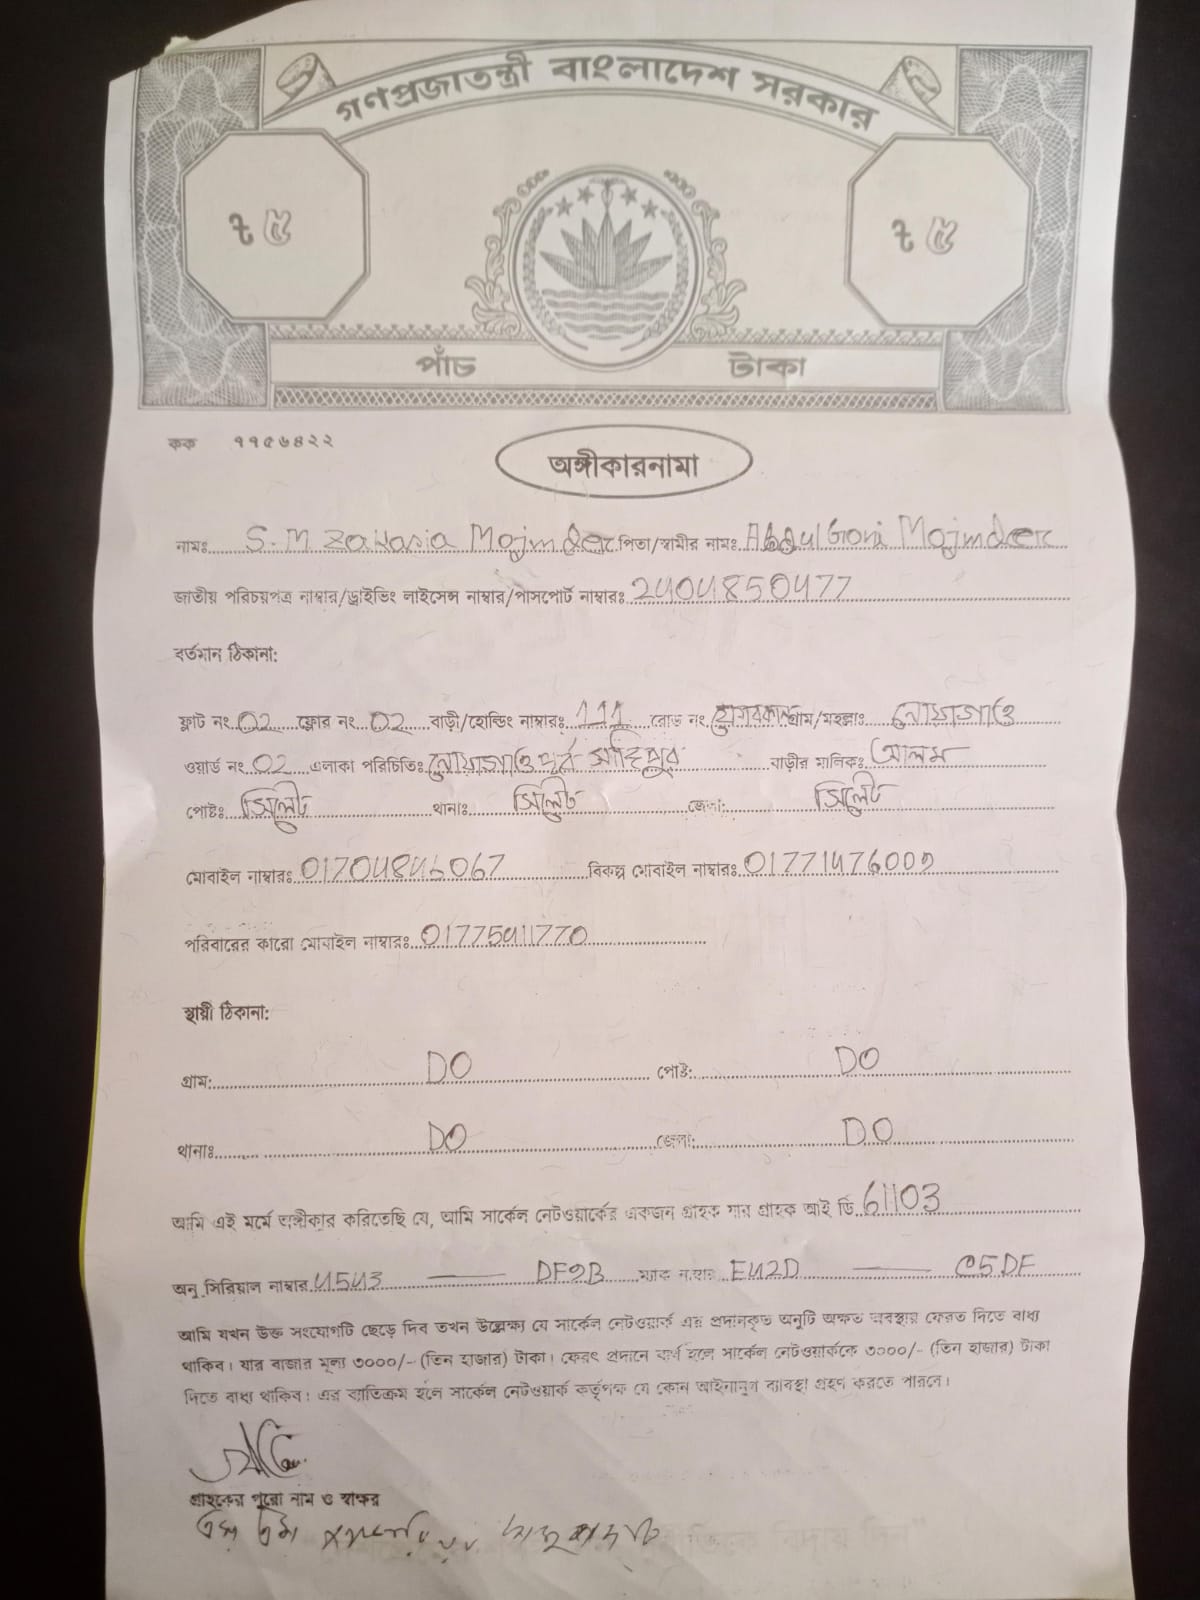 গণপ্রজাতন্ত্রী বাংলাদেশ সরকার
৳ ৫ ৳ ৫
পাঁচ টাকা
কক ৭৭৫৬৪২২
অঙ্গীকারনামা
নামঃ S.M Zakaria Mojmder পিতা/স্বামীর নামঃ Abdul Goni Mojmder
জাতীয় পরিচয়পত্র নাম্বার/ড্রাইভিং লাইসেন্স নাম্বার/পাসপোর্ট নাম্বারঃ 2404850477
বর্তমান ঠিকানা:
ফ্লাট নং 02 ফ্লোর নং 02 বাড়ী/হোল্ডিং নাম্বারঃ 111 রোড নং গ্রাম/মহল্লাঃ নোয়াগাওঁ
ওয়ার্ড নং 02 এলাকা পরিচিতিঃ নোয়াগাওঁ পূর্ব সাদিপুর বাড়ীর মালিকঃ আলম
পোষ্টঃ সিলেট থানাঃ সিলেট জেলা: সিলেট
মোবাইল নাম্বারঃ 01704846067 বিকল্প মোবাইল নাম্বারঃ 01771476009
পরিবারের কারো মোবাইল নাম্বারঃ 01775411770
স্থায়ী ঠিকানা:
গ্রাম: DO পোষ্ট: DO
থানাঃ DO জেলা: DO
আমি এই মর্মে অঙ্গীকার করিতেছি যে, আমি সার্কেল নেটওয়ার্কের একজন গ্রাহক যার গ্রাহক আই ডি 61103
অনু সিরিয়াল নাম্বার 4543 — DF9B ম্যাক নাম্বার E42D — C5DF
আমি যখন উক্ত সংযোগটি ছেড়ে দিব তখন উল্লেক্ষ্য যে সার্কেল নেটওয়ার্ক এর প্রদানকৃত অনুটি অক্ষত অবস্থায় ফেরত দিতে বাধ্য
থাকিব। যার বাজার মূল্য ৩০০০/- (তিন হাজার) টাকা। ফেরৎ প্রদানে ব্যর্থ হলে সার্কেল নেটওয়ার্ককে ৩০০০/- (তিন হাজার) টাকা
দিতে বাধ্য থাকিব। এর ব্যতিক্রম হলে সার্কেল নেটওয়ার্ক কর্তৃপক্ষ যে কোন আইনানুগ ব্যাবস্থা গ্রহণ করতে পারবে।
গ্রাহকের পুরো নাম ও স্বাক্ষর